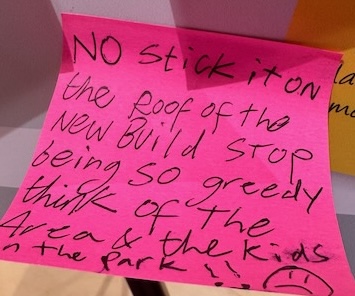 NO stick it on
the Roof of the
New Build STOP
being so greedy
think of the
Area & the kids
n the park !!